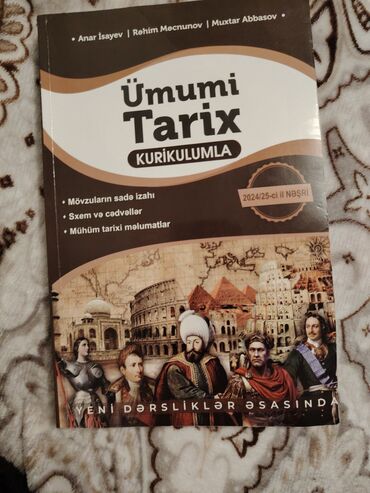 • Anar İsayev | Rəhim Məcnunov | Muxtar Abbasov •
Ümumi
Tarix
KURİKULUMLA
• Mövzuların sadə izahı
• Sxem və cədvəllər
• Mühüm tarixi məlumatlar
2024/25-ci il NƏŞRİ
YENİ DƏRSLİKLƏR ƏSASINDA